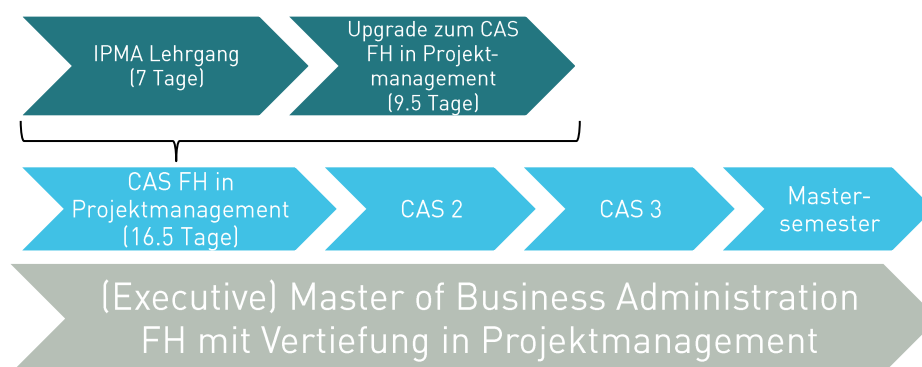 IPMA Lehrgang
(7 Tage)
Upgrade zum CAS
FH in Projekt-
management
(9.5 Tage)
CAS FH in
Projektmanagement
(16.5 Tage)
CAS 2
CAS 3
Master-
semester
(Executive) Master of Business Administration
FH mit Vertiefung in Projektmanagement